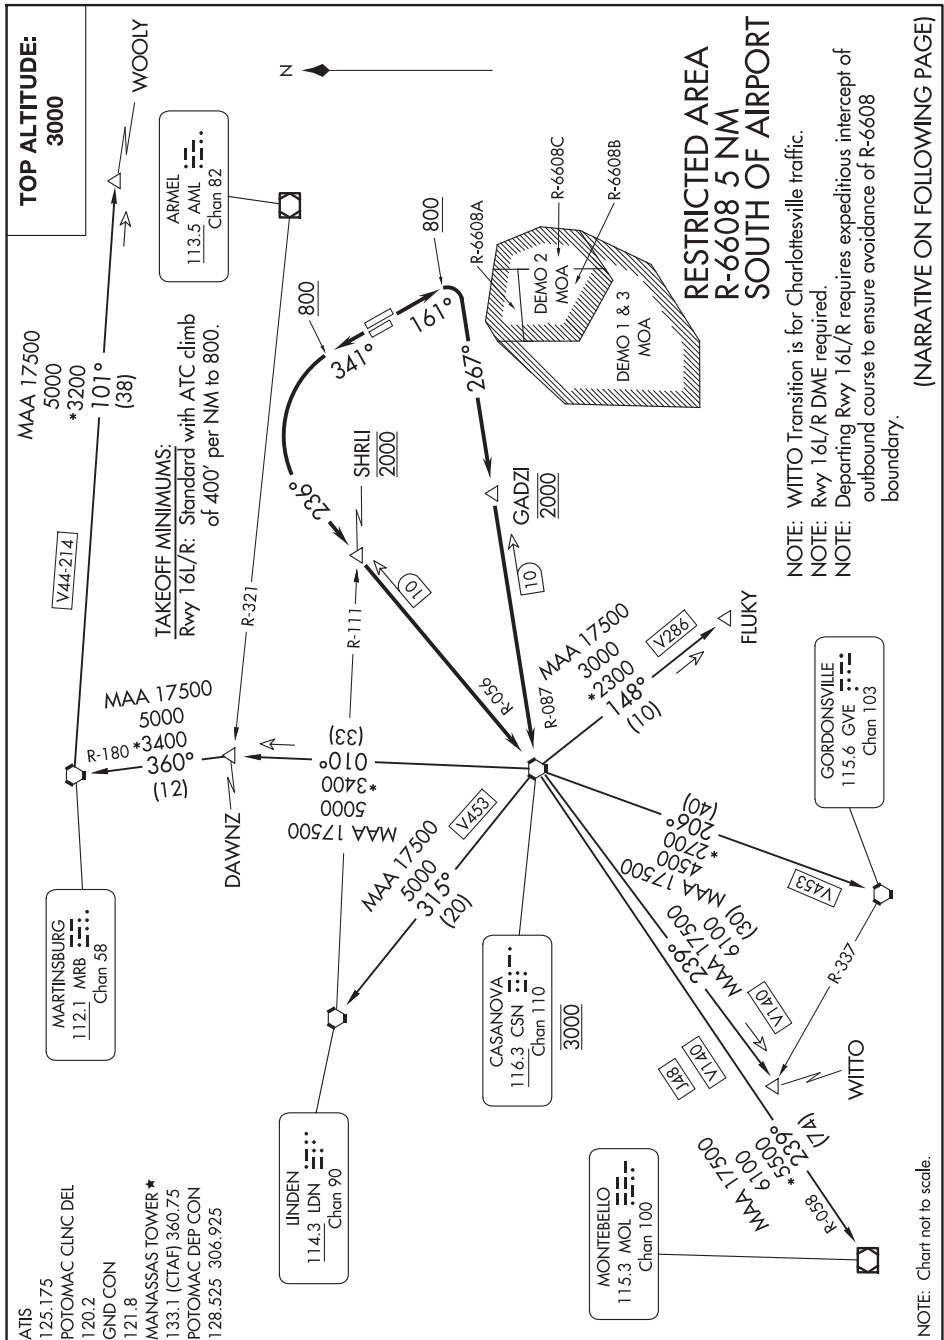 ATIS
125.175
POTOMAC CLNC DEL
120.2
GND CON
121.8
MANASSAS TOWER★
133.1 (CTAF) 360.75
POTOMAC DEP CON
128.525 306.925
TOP ALTITUDE:
3000
MARTINSBURG
112.1 MRB
Chan 58
V44-214
MAA 17500
5000
*3200
101°
(38)
WOOLY
ARMEL
113.5 AML
Chan 82
TAKEOFF MINIMUMS:
Rwy 16L/R: Standard with ATC climb
of 400' per NM to 800.
N
R-321
MAA 17500
5000
*3400
360°
(12)
R-180
DAWNZ
R-111
MAA 17500
5000
*3400
010°
(33)
LINDEN
114.3 LDN
Chan 90
MAA 17500
5000
315°
(20)
V453
236°
SHRLI
2000
10
R-056
800
341°
161°
800
267°
GADZI
2000
10
R-087
R-6608A
R-6608C
R-6608B
DEMO 2
MOA
DEMO 1 & 3
MOA
CASANOVA
116.3 CSN
Chan 110
3000
MAA 17500
3000
*2300
148°
(10)
V286
FLUKY
MAA 17500
4500
*2700
206°
(40)
V453
GORDONSVILLE
115.6 GVE
Chan 103
R-337
239°
MAA 17500
6100
(30)
V140
WITTO
J48
V140
MAA 17500
6100
*5500
239°
(74)
R-058
MONTEBELLO
115.3 MOL
Chan 100
RESTRICTED AREA
R-6608 5 NM
SOUTH OF AIRPORT
NOTE: WITTO Transition is for Charlottesville traffic.
NOTE: Rwy 16L/R DME required.
NOTE: Departing Rwy 16L/R requires expeditious intercept of
outbound course to ensure avoidance of R-6608
boundary.
(NARRATIVE ON FOLLOWING PAGE)
NOTE: Chart not to scale.